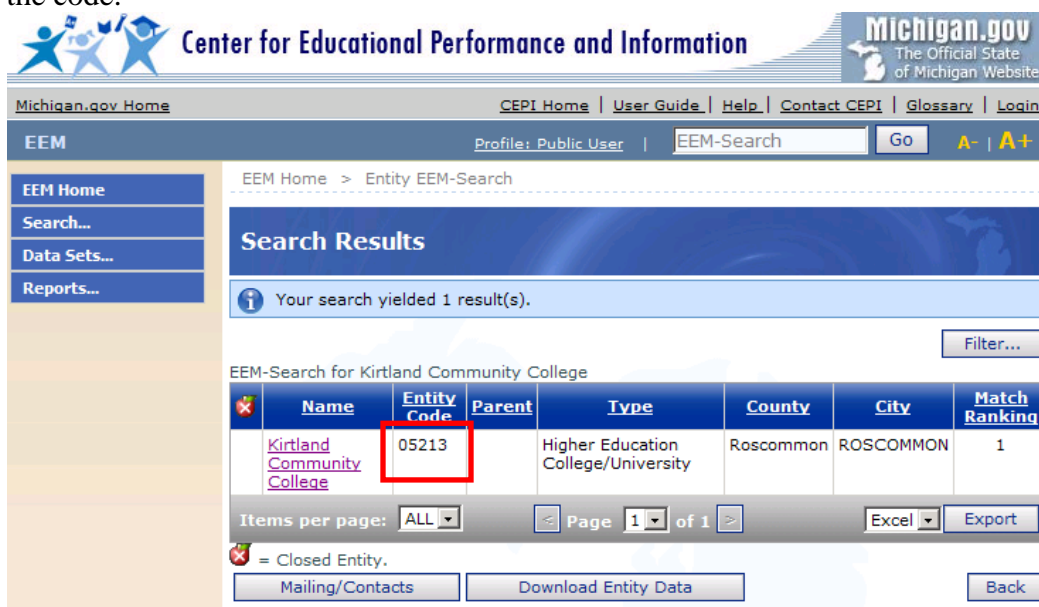 the code.
Center for Educational Performance and Information
Michigan.gov
The Official State
of Michigan Website
Michigan.gov Home CEPI Home | User Guide | Help | Contact CEPI | Glossary | Login
EEM Profile: Public User | EEM-Search Go A- | A+
EEM Home
Search...
Data Sets...
Reports...
EEM Home > Entity EEM-Search
Search Results
Your search yielded 1 result(s).
Filter...
EEM-Search for Kirtland Community College
Name Entity Code Parent Type County City Match Ranking
Kirtland Community College 05213 Higher Education College/University Roscommon ROSCOMMON 1
Items per page: ALL < Page 1 of 1 > Excel Export
= Closed Entity.
Mailing/Contacts Download Entity Data Back